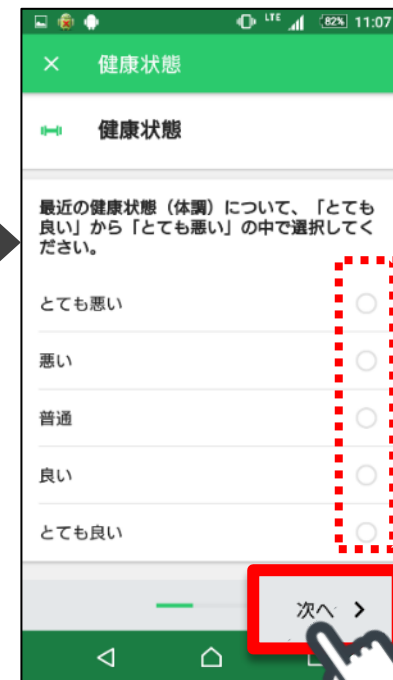 LTE 82% 11:07
健康状態
健康状態
最近の健康状態（体調）について、「とても
良い」から「とても悪い」の中で選択してく
ださい。
とても悪い
悪い
普通
良い
とても良い
次へ